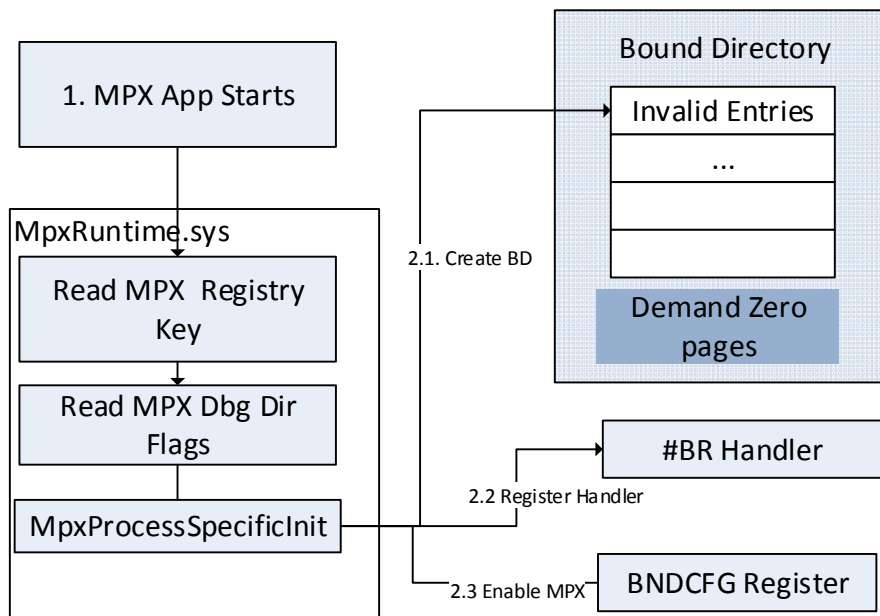 1. MPX App Starts
MpxRuntime.sys
Read MPX Registry
Key
Read MPX Dbg Dir
Flags
MpxProcessSpecificInit
2.1. Create BD
2.2 Register Handler
2.3 Enable MPX
Bound Directory
Invalid Entries
...
Demand Zero
pages
#BR Handler
BNDCFG Register